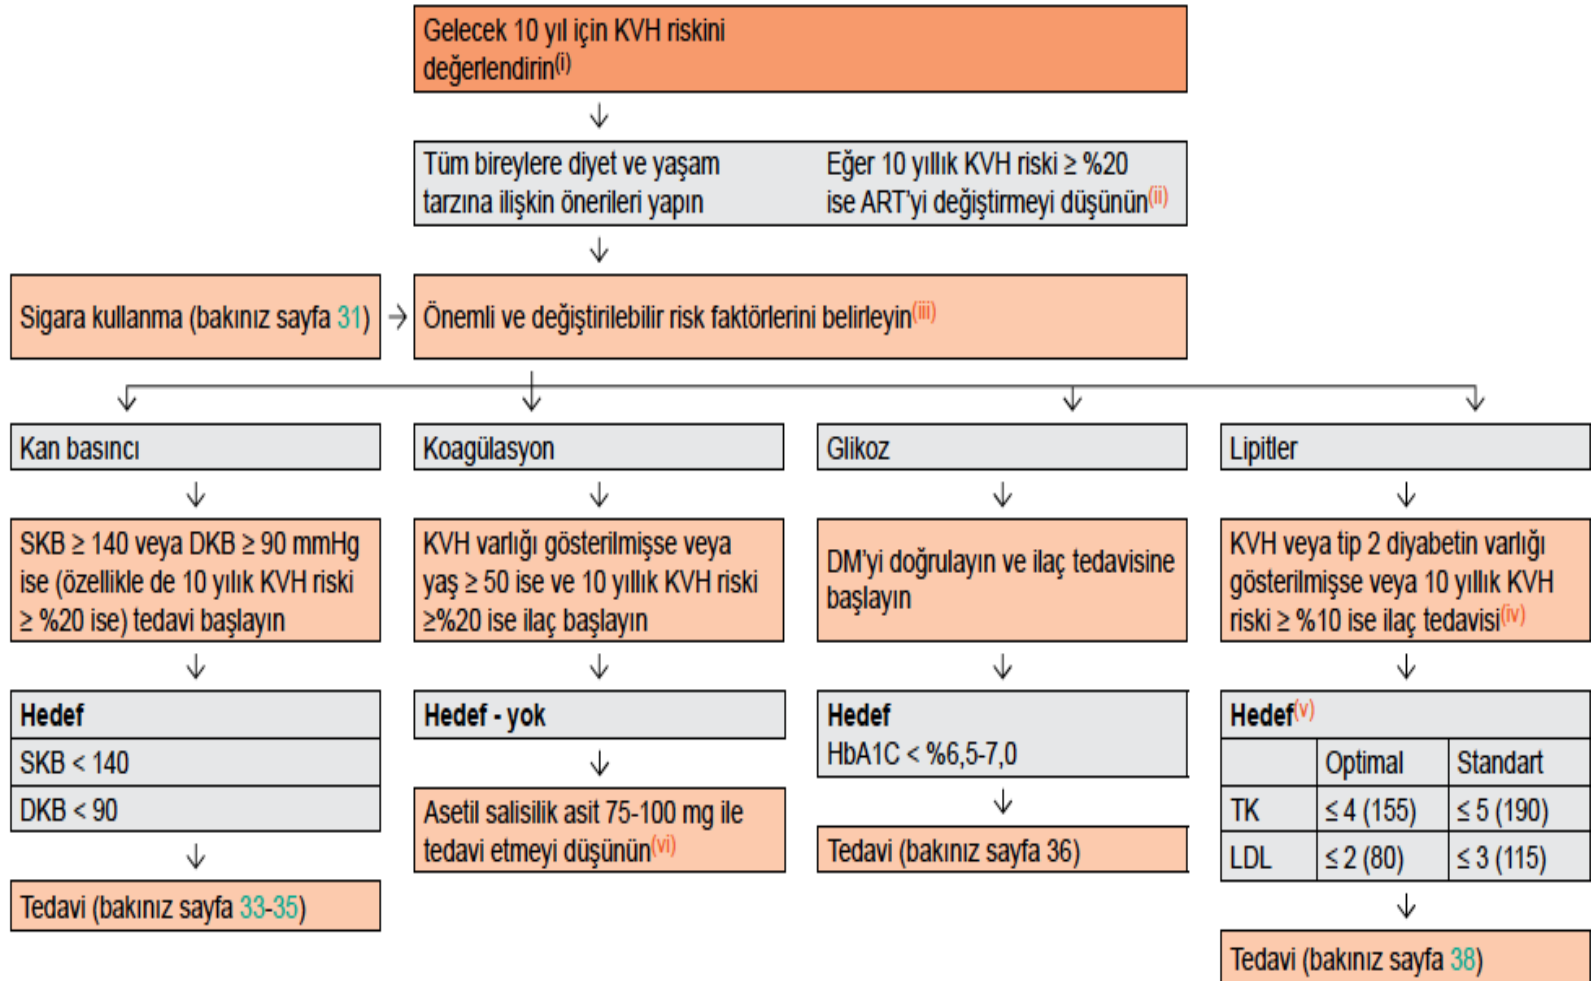 Gelecek 10 yıl için KVH riskini
değerlendirin(i)
Tüm bireylere diyet ve yaşam
tarzına ilişkin önerileri yapın
Eğer 10 yıllık KVH riski ≥ %20
ise ART'yi değiştirmeyi düşünün(ii)
Sigara kullanma (bakınız sayfa 31)
Önemli ve değiştirilebilir risk faktörlerini belirleyin(iii)
Kan basıncı
SKB ≥ 140 veya DKB ≥ 90 mmHg
ise (özellikle de 10 yılık KVH riski
≥ %20 ise) tedavi başlayın
Hedef
SKB < 140
DKB < 90
Tedavi (bakınız sayfa 33-35)
Koagülasyon
KVH varlığı gösterilmişse veya
yaş ≥ 50 ise ve 10 yıllık KVH riski
≥%20 ise ilaç başlayın
Hedef - yok
Asetil salisilik asit 75-100 mg ile
tedavi etmeyi düşünün(vi)
Glikoz
DM'yi doğrulayın ve ilaç tedavisine
başlayın
Hedef
HbA1C < %6,5-7,0
Tedavi (bakınız sayfa 36)
Lipitler
KVH veya tip 2 diyabetin varlığı
gösterilmişse veya 10 yıllık KVH
riski ≥ %10 ise ilaç tedavisi(iv)
Hedef(v)
Optimal Standart
TK ≤ 4 (155) ≤ 5 (190)
LDL ≤ 2 (80) ≤ 3 (115)
Tedavi (bakınız sayfa 38)